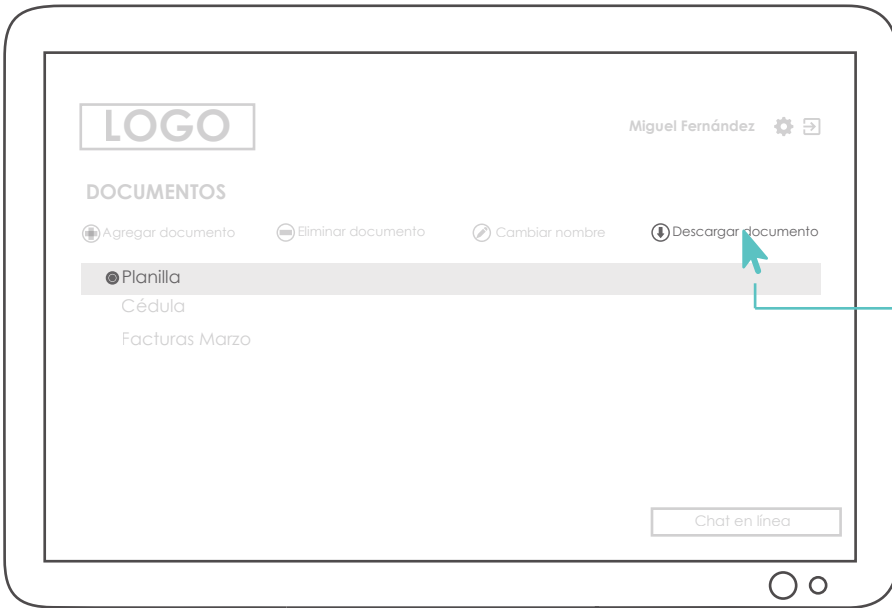 LOGO
Miguel Fernández
DOCUMENTOS
Agregar documento Eliminar documento Cambiar nombre Descargar documento
Planilla
Cédula
Facturas Marzo
Chat en línea